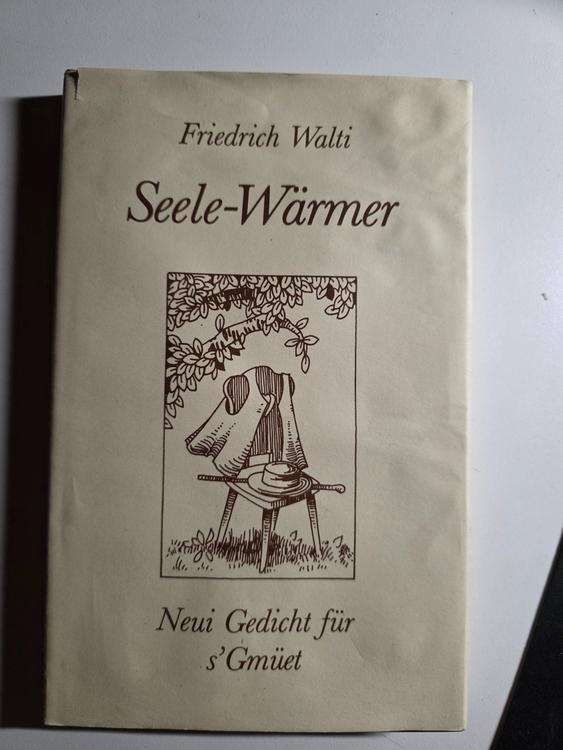 Friedrich Walti
Seele-Wärmer
Neui Gedicht für
s'Gmüet